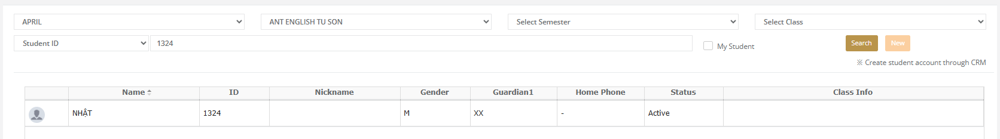 APRIL ANT ENGLISH TU SON Select Semester Select Class
Student ID 1324 My Student Search New
※ Create student account through CRM
Name ID Nickname Gender Guardian1 Home Phone Status Class Info
NHẬT 1324 M XX - Active